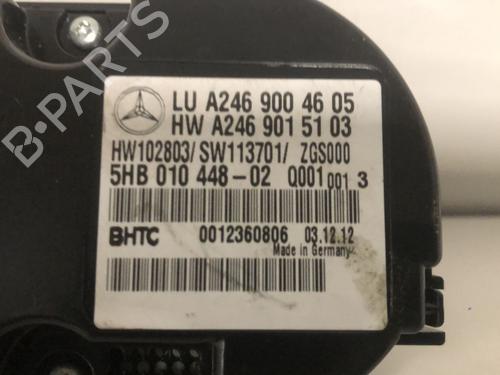 B-PARTS
LU A246 900 46 05
HW A246 901 51 03
HW102803/ SW113701/ ZGS000
5HB 010 448-02 Q001 001 3
BHTC 0012360806 03.12.12
Made in Germany